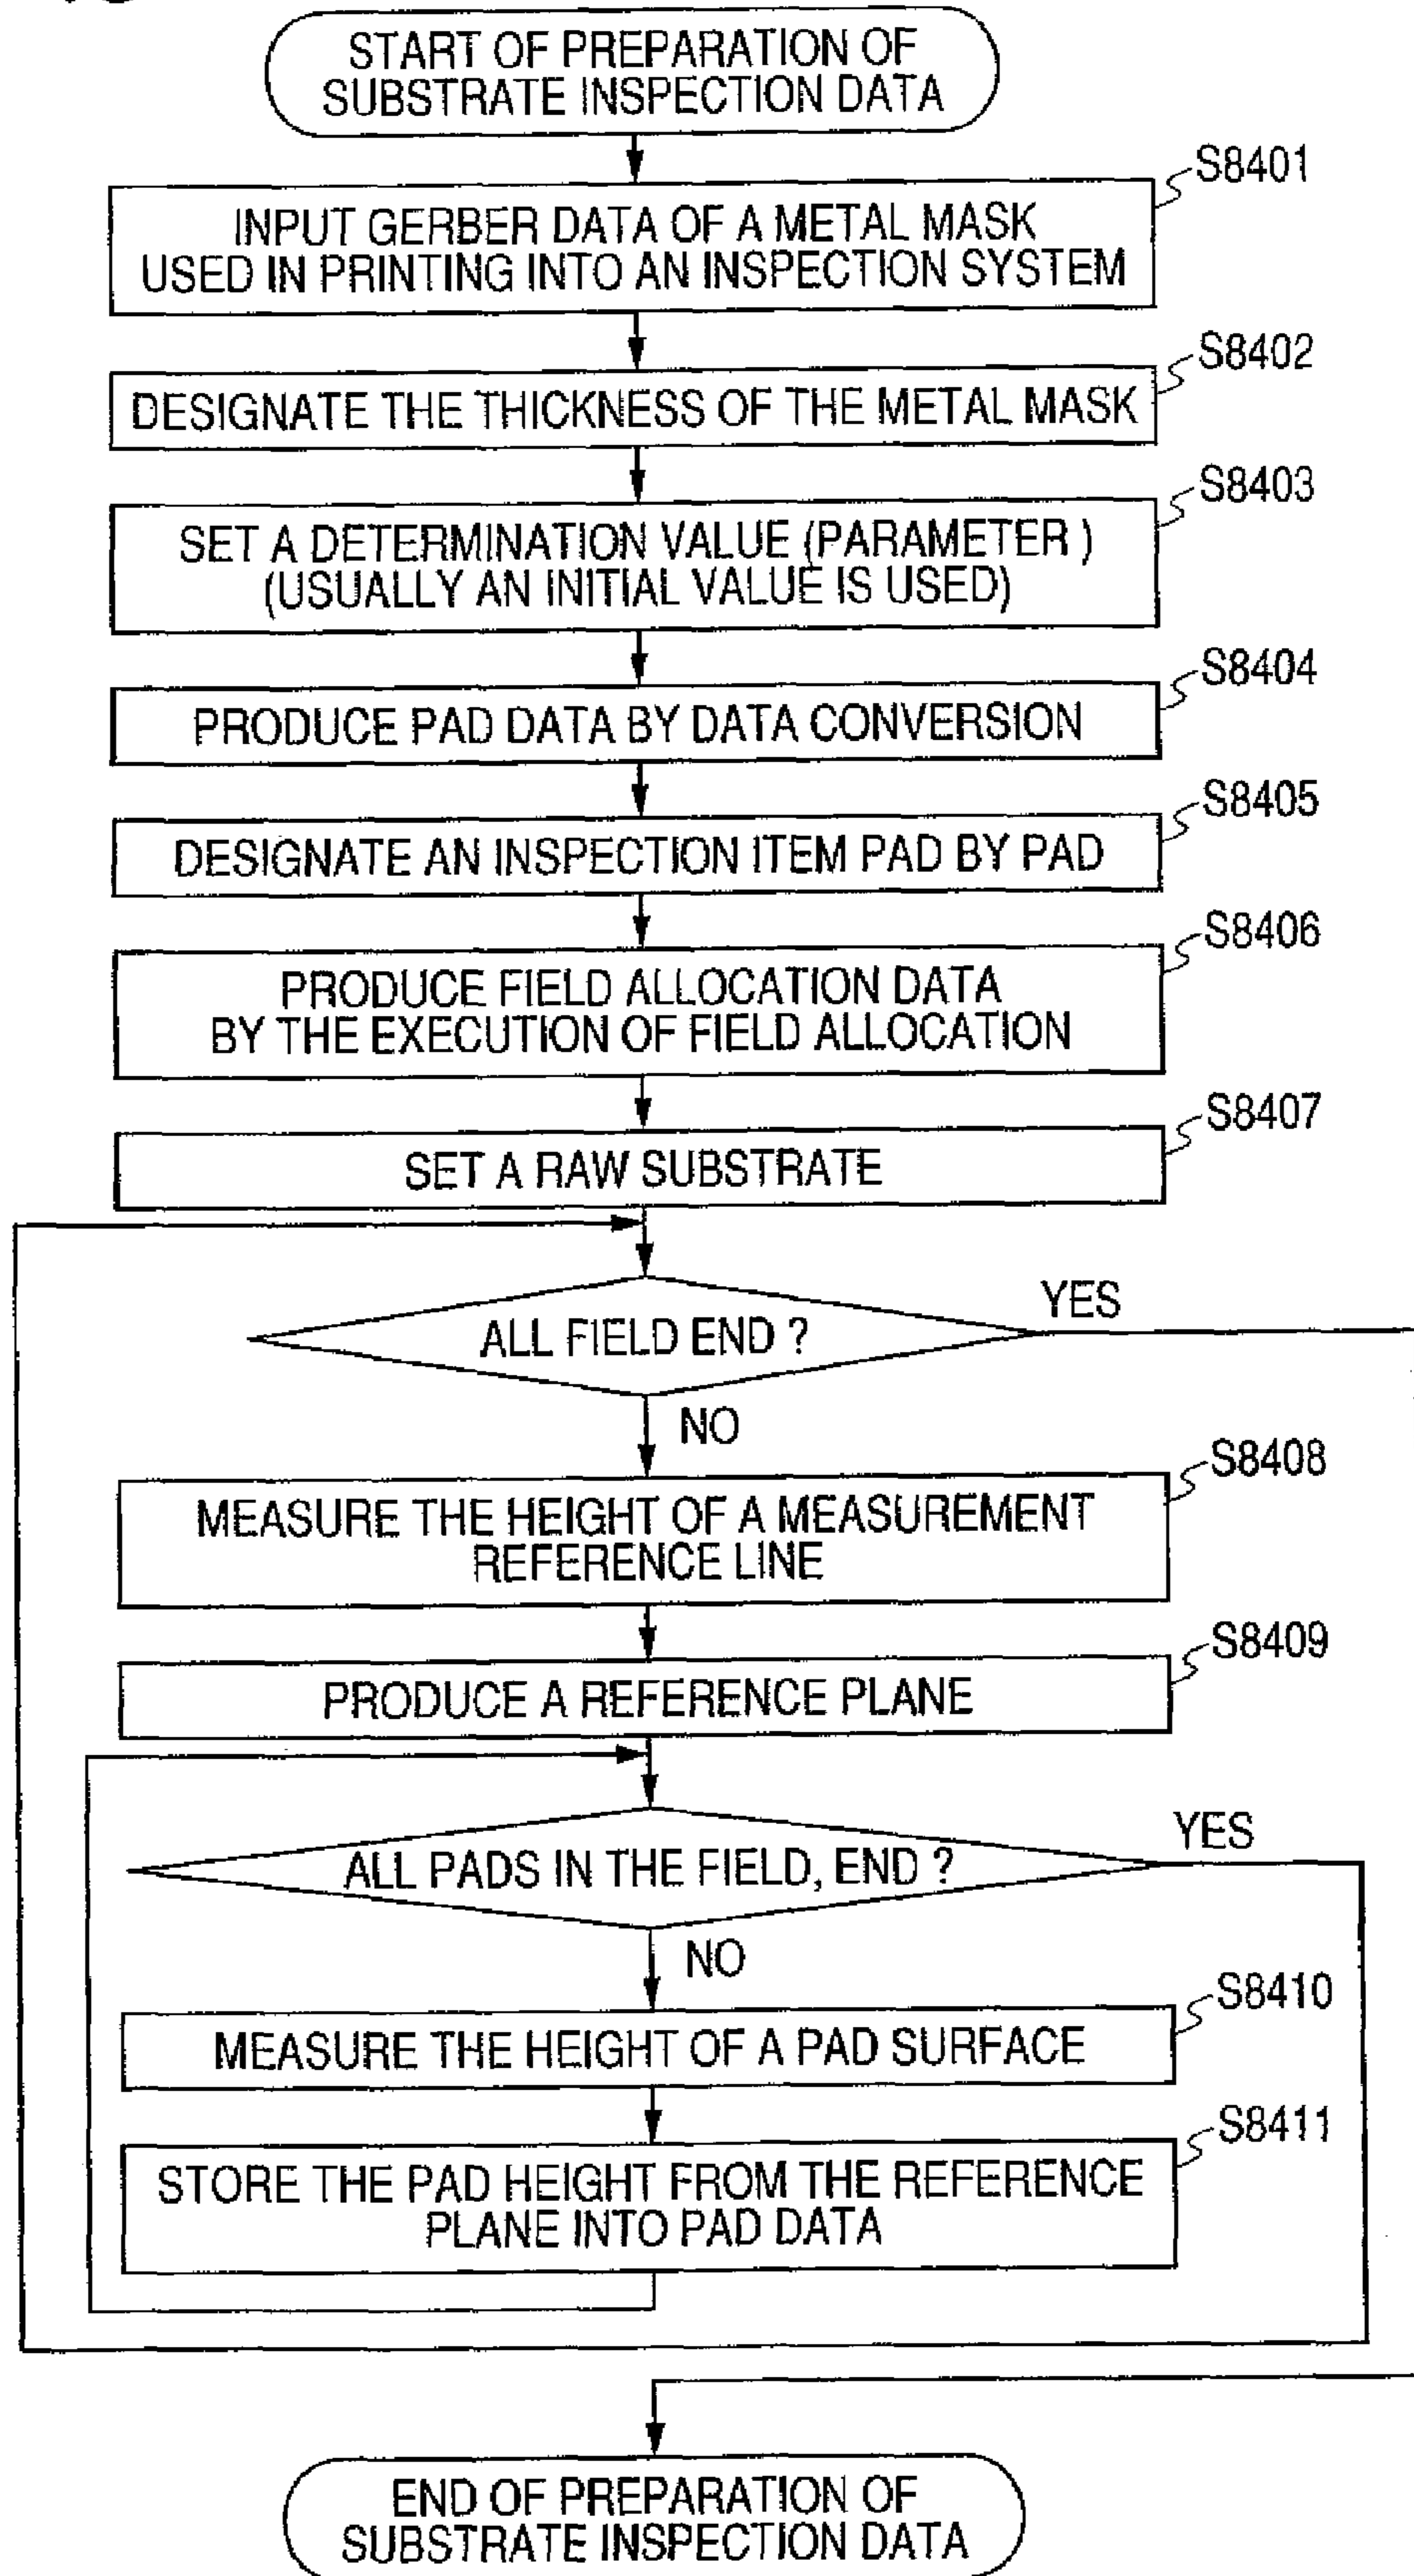 START OF PREPARATION OF
SUBSTRATE INSPECTION DATA
S8401
INPUT GERBER DATA OF A METAL MASK
USED IN PRINTING INTO AN INSPECTION SYSTEM
S8402
DESIGNATE THE THICKNESS OF THE METAL MASK
S8403
SET A DETERMINATION VALUE (PARAMETER )
(USUALLY AN INITIAL VALUE IS USED)
S8404
PRODUCE PAD DATA BY DATA CONVERSION
S8405
DESIGNATE AN INSPECTION ITEM PAD BY PAD
S8406
PRODUCE FIELD ALLOCATION DATA
BY THE EXECUTION OF FIELD ALLOCATION
S8407
SET A RAW SUBSTRATE
YES
ALL FIELD END ?
NO
S8408
MEASURE THE HEIGHT OF A MEASUREMENT
REFERENCE LINE
S8409
PRODUCE A REFERENCE PLANE
YES
ALL PADS IN THE FIELD, END ?
NO
S8410
MEASURE THE HEIGHT OF A PAD SURFACE
S8411
STORE THE PAD HEIGHT FROM THE REFERENCE
PLANE INTO PAD DATA
END OF PREPARATION OF
SUBSTRATE INSPECTION DATA